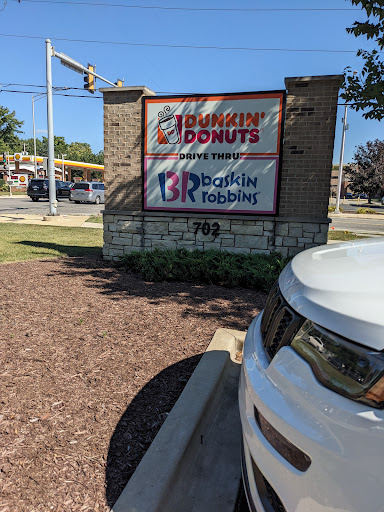 DUNKIN'
DONUTS
DRIVE THRU
BR baskin
robbins
702